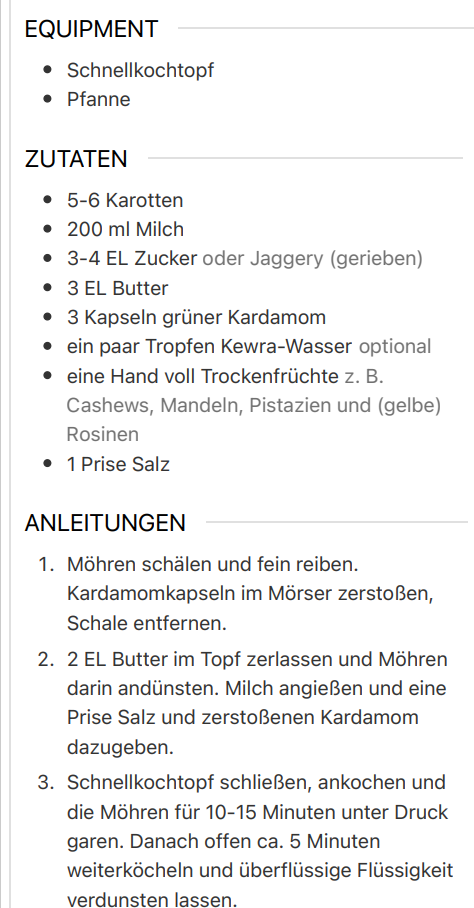 EQUIPMENT
Schnellkochtopf
Pfanne
ZUTATEN
5-6 Karotten
200 ml Milch
3-4 EL Zucker oder Jaggery (gerieben)
3 EL Butter
3 Kapseln grüner Kardamom
ein paar Tropfen Kewra-Wasser optional
eine Hand voll Trockenfrüchte z. B.
Cashews, Mandeln, Pistazien und (gelbe)
Rosinen
1 Prise Salz
ANLEITUNGEN
1. Möhren schälen und fein reiben.
Kardamomkapseln im Mörser zerstoßen,
Schale entfernen.
2. 2 EL Butter im Topf zerlassen und Möhren
darin andünsten. Milch angießen und eine
Prise Salz und zerstoßenen Kardamom
dazugeben.
3. Schnellkochtopf schließen, ankochen und
die Möhren für 10-15 Minuten unter Druck
garen. Danach offen ca. 5 Minuten
weiterköcheln und überflüssige Flüssigkeit
verdunsten lassen.